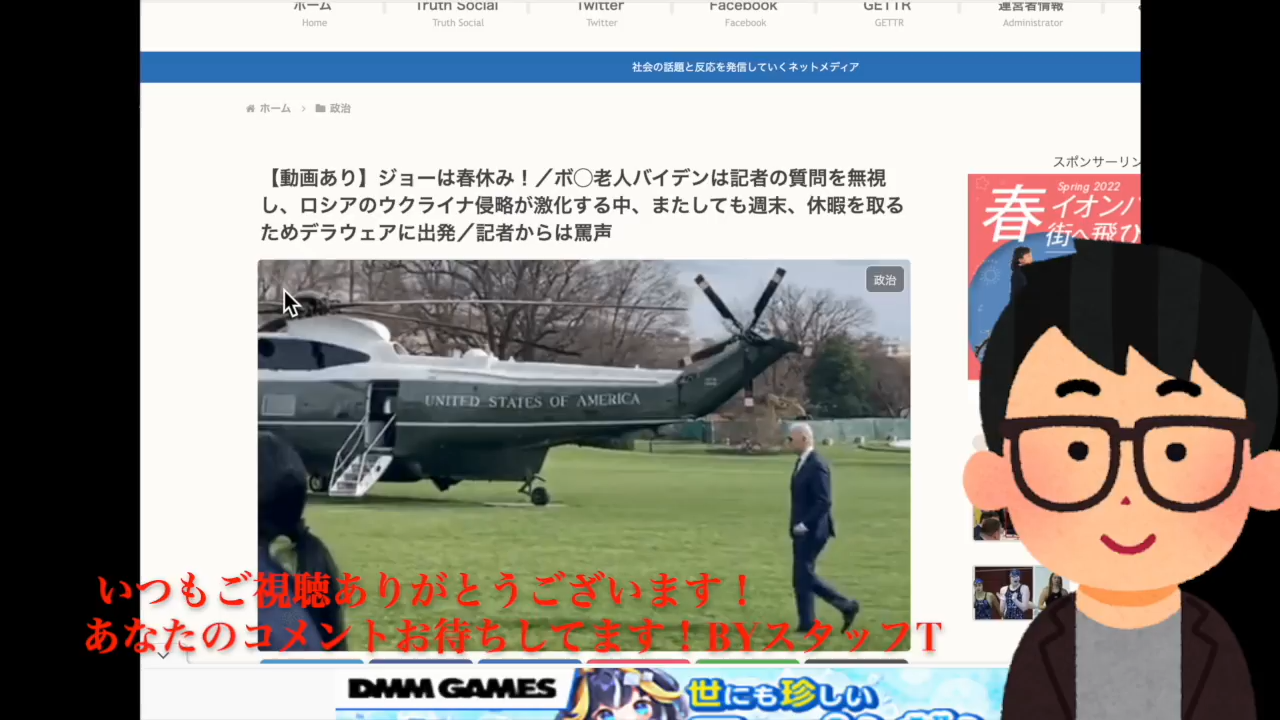 ホーム
Truth Social
Twitter
Facebook
GETTR
運営者情報
Home
Truth Social
Twitter
Facebook
GETTR
Administrator
社会の話題と反応を発信していくネットメディア
ホーム
政治
【動画あり】ジョーは春休み！／ボ◯老人バイデンは記者の質問を無視
し、ロシアのウクライナ侵略が激化する中、またしても週末、休暇を取る
ためデラウェアに出発／記者からは罵声
スポンサーリン
Spring 2022
春
イオンバ
街へ飛び
政治
UNITED STATES OF AMERICA
いつもご視聴ありがとうございます！
あなたのコメントお待ちしてます！BYスタッフT
DMM GAMES
世にも珍しい